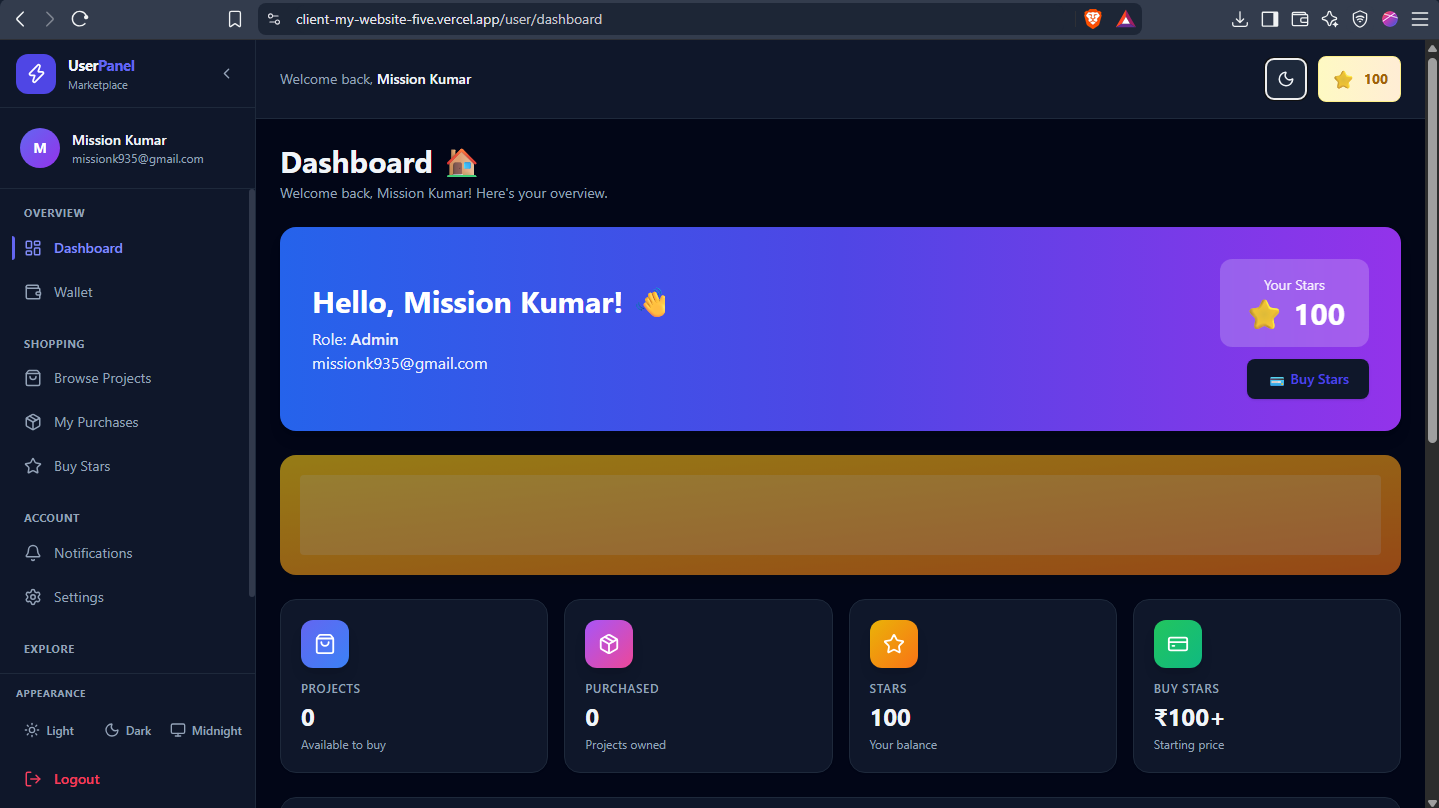 client-my-website-five.vercel.app/user/dashboard
UserPanel
Marketplace
M
Mission Kumar
missionk935@gmail.com
OVERVIEW
Dashboard
Wallet
SHOPPING
Browse Projects
My Purchases
Buy Stars
ACCOUNT
Notifications
Settings
EXPLORE
APPEARANCE
Light Dark Midnight
Logout
Welcome back, Mission Kumar
100
Dashboard
Welcome back, Mission Kumar! Here's your overview.
Hello, Mission Kumar!
Role: Admin
missionk935@gmail.com
Your Stars
100
Buy Stars
PROJECTS
0
Available to buy
PURCHASED
0
Projects owned
STARS
100
Your balance
BUY STARS
₹100+
Starting price